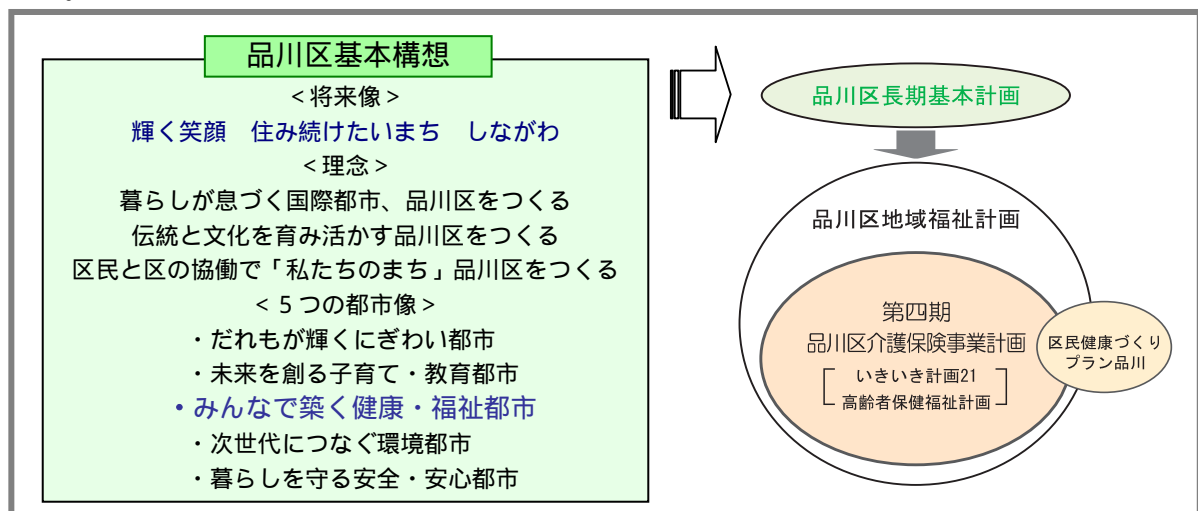 品川区基本構想
<将来像>
輝く笑顔　住み続けたいまち　しながわ
<理念>
暮らしが息づく国際都市、品川区をつくる
伝統と文化を育み活かす品川区をつくる
区民と区の協働で「私たちのまち」品川区をつくる
<５つの都市像>
・だれもが輝くにぎわい都市
・未来を創る子育て・教育都市
・みんなで築く健康・福祉都市
・次世代につなぐ環境都市
・暮らしを守る安全・安心都市
品川区長期基本計画
品川区地域福祉計画
第四期
品川区介護保険事業計画
いきいき計画21
高齢者保健福祉計画
区民健康づくり
プラン品川